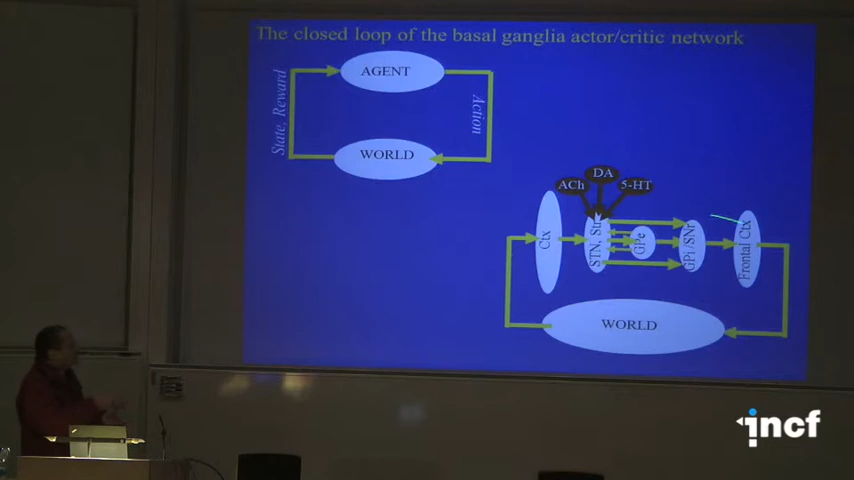 The closed loop of the basal ganglia actor/critic network
AGENT
State, Reward
Action
WORLD
DA
ACh
5-HT
Ctx
STN, Str
GPe
GPi/SNr
Frontal Ctx
WORLD
incf